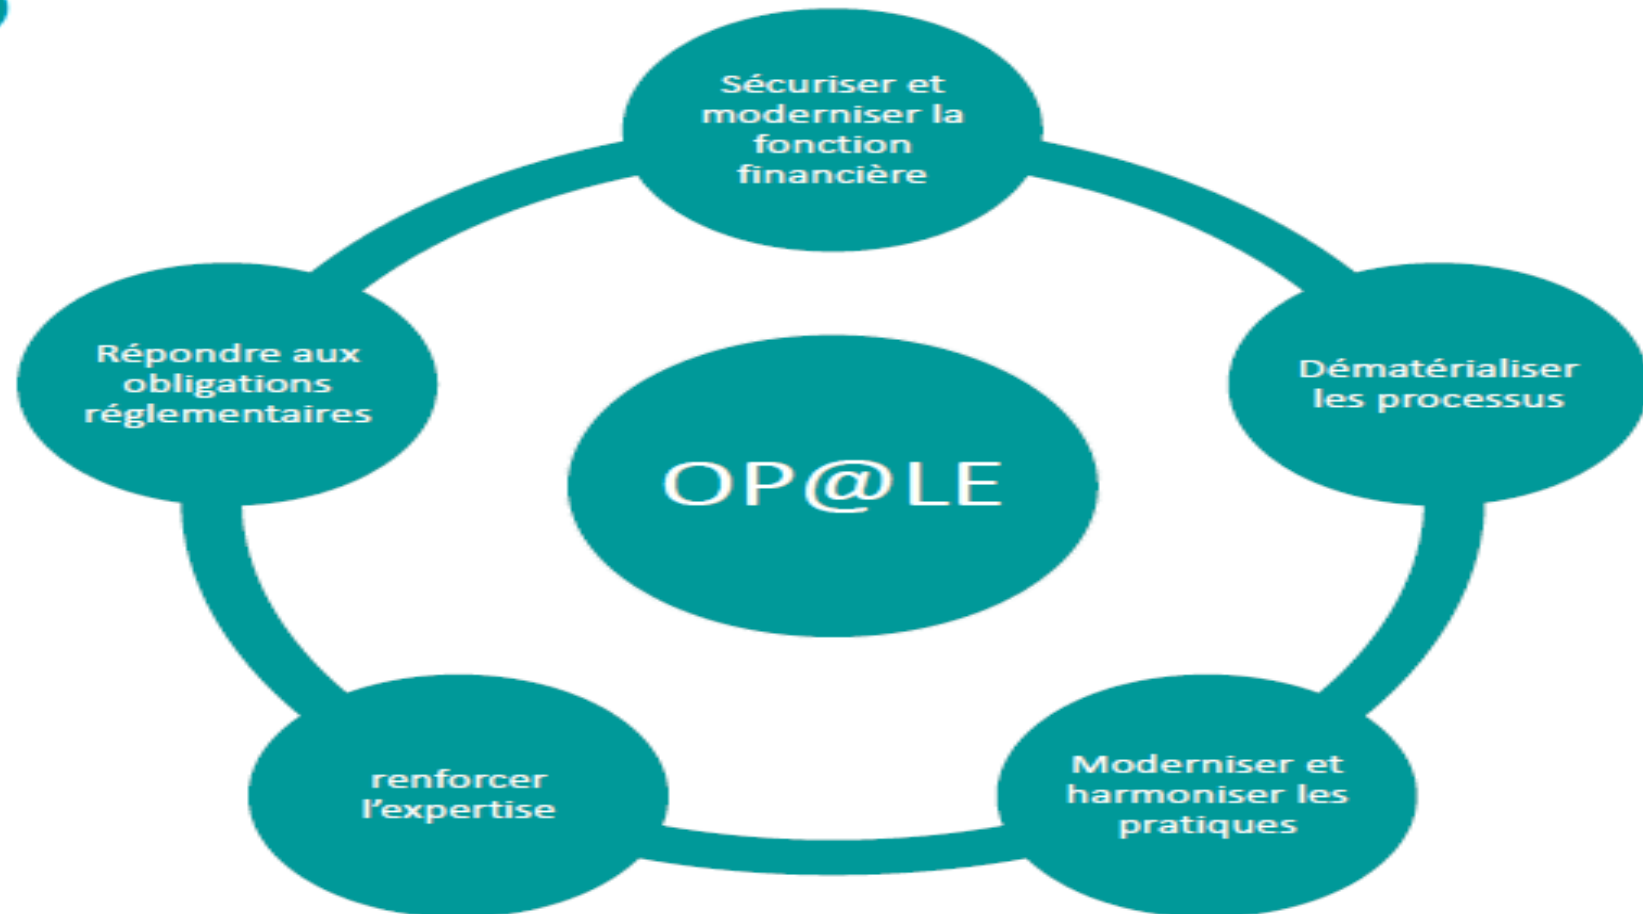 Sécuriser et
moderniser la
fonction
financière
Répondre aux
obligations
réglementaires
Dématérialiser
les processus
OP@LE
renforcer
l'expertise
Moderniser et
harmoniser les
pratiques